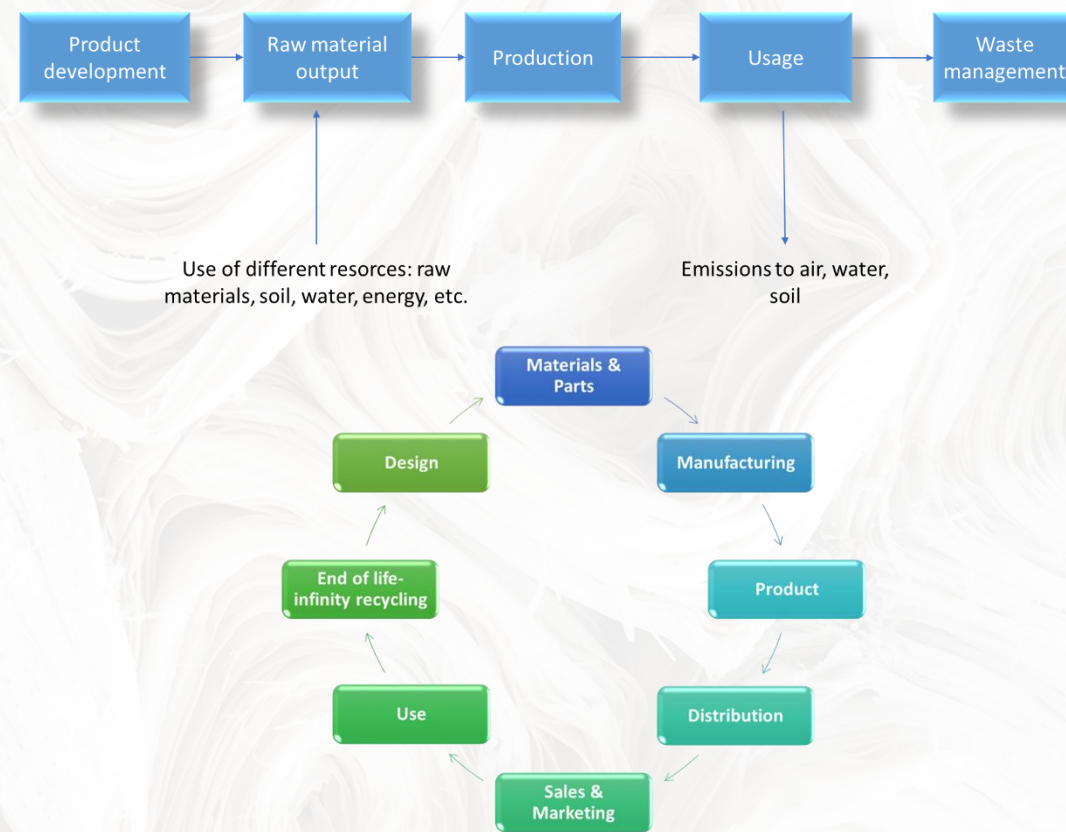 Product
development
Raw material
output
Production
Usage
Waste
management
Use of different resorces: raw
materials, soil, water, energy, etc.
Emissions to air, water,
soil
Materials &
Parts
Design
Manufacturing
End of life-
infinity recycling
Product
Use
Distribution
Sales &
Marketing